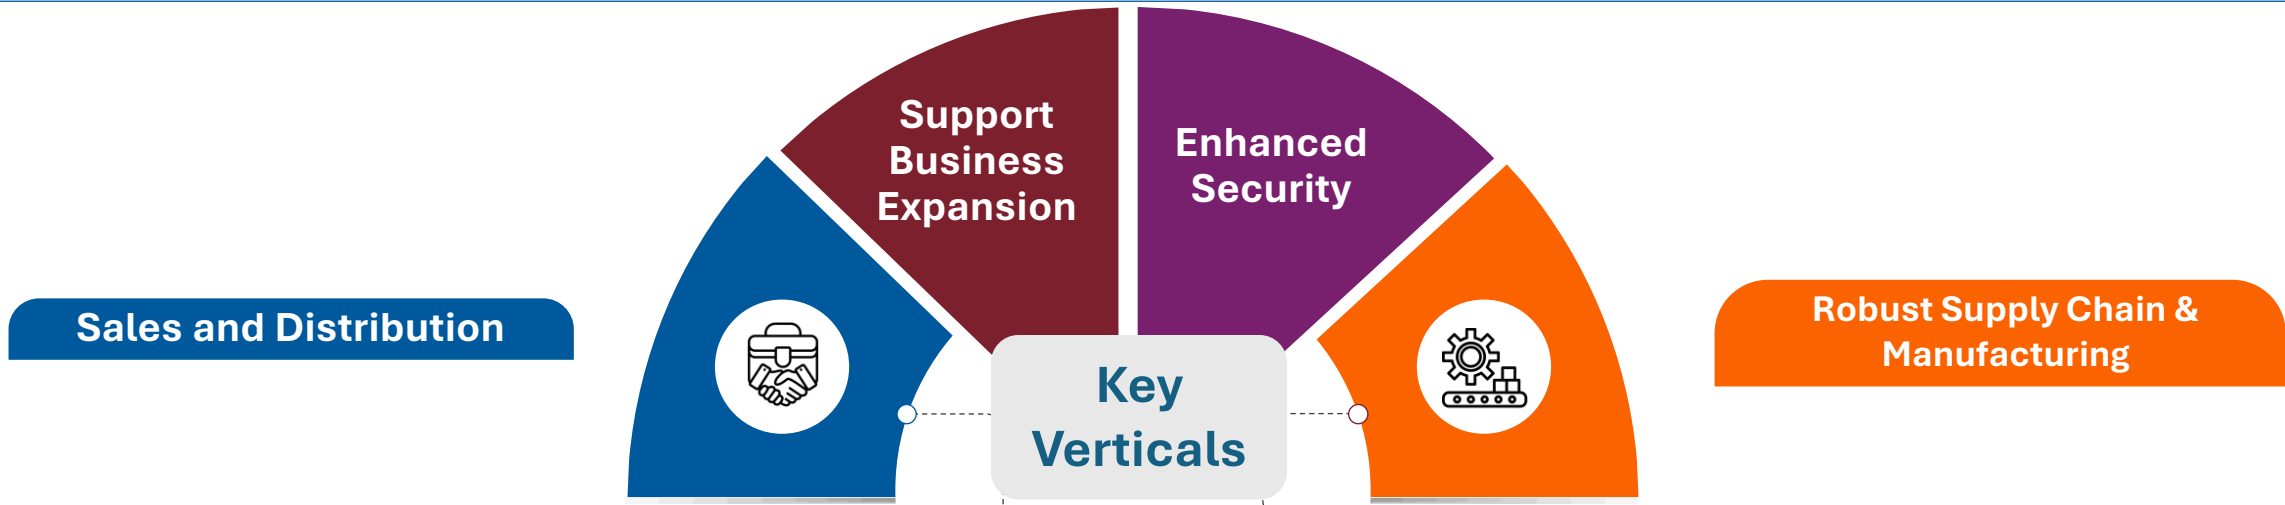 Support
Business
Expansion
Enhanced
Security
Sales and Distribution
Robust Supply Chain &
Manufacturing
Key
Verticals